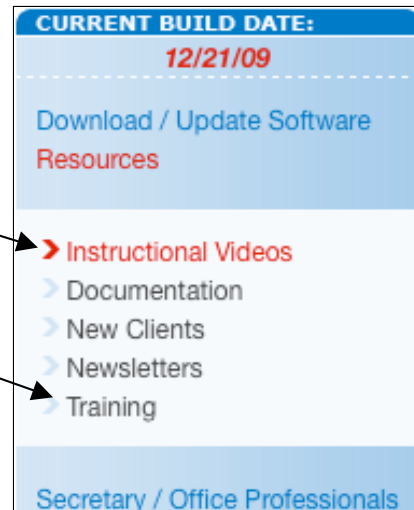 CURRENT BUILD DATE:
12/21/09
Download / Update Software
Resources
Instructional Videos
Documentation
New Clients
Newsletters
Training
Secretary / Office Professionals